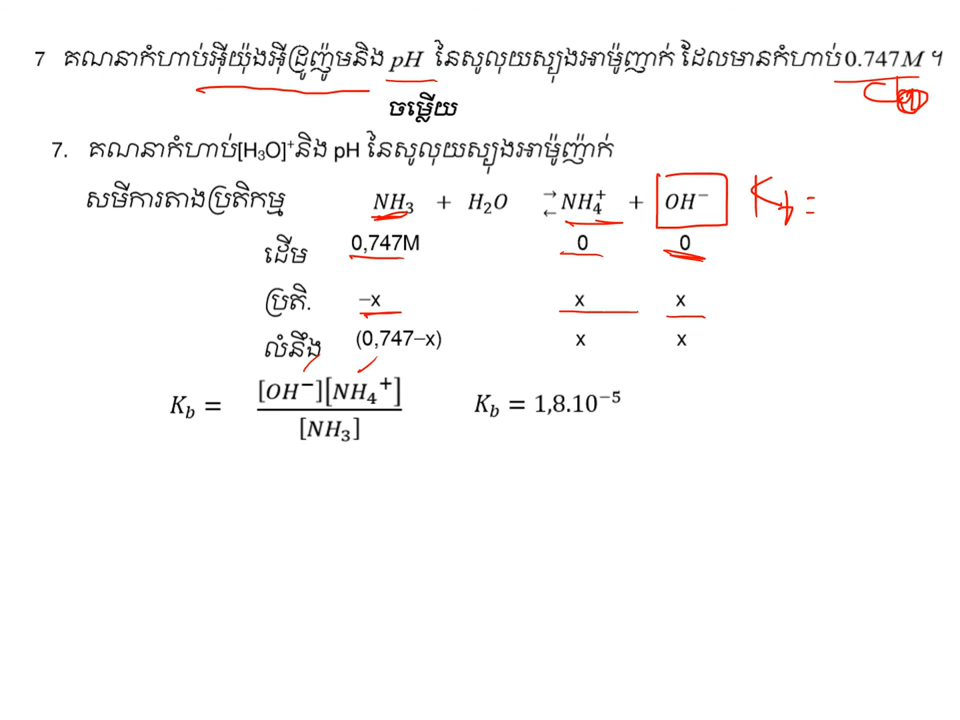 7 គណនាកំហាប់អ៊ីយ៉ុងអ៊ីដ្រូញ៉ូមនិង pH នៃសូលុយស្យុងអាម៉ូញាក់ ដែលមានកំហាប់ 0.747M ។
ចម្លើយ
7. គណនាកំហាប់[H₃O]⁺និង pH នៃសូលុយស្យុងអាម៉ូញ៉ាក់
សមីការតាងប្រតិកម្ម NH₃ + H₂O ⇄ NH₄⁺ + OH⁻ K_b =
ដើម 0,747M 0 0
ប្រតិ. −x x x
លំនឹង (0,747−x) x x
K_b = [OH⁻][NH₄⁺] / [NH₃] K_b = 1,8.10⁻⁵